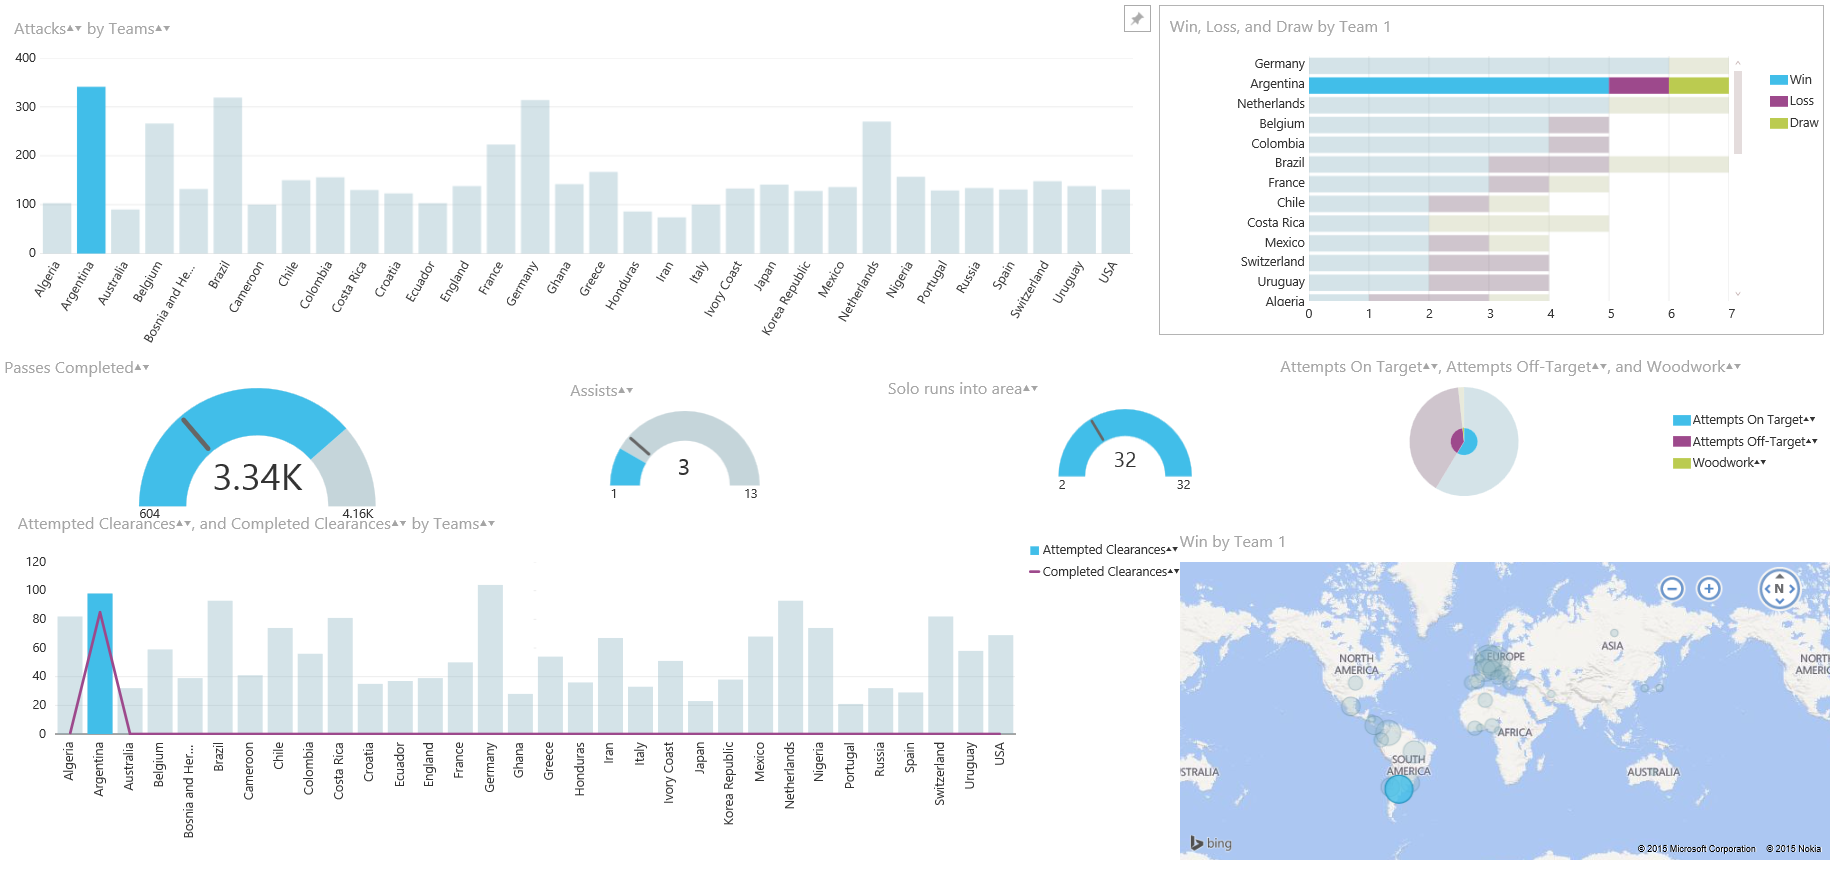 Attacks by Teams
400
300
200
100
0
Algeria
Argentina
Australia
Belgium
Bosnia and He...
Brazil
Cameroon
Chile
Colombia
Costa Rica
Croatia
Ecuador
England
France
Germany
Ghana
Greece
Honduras
Iran
Italy
Ivory Coast
Japan
Korea Republic
Mexico
Netherlands
Nigeria
Portugal
Russia
Spain
Switzerland
Uruguay
USA
Win, Loss, and Draw by Team 1
Germany
Argentina
Netherlands
Belgium
Colombia
Brazil
France
Chile
Costa Rica
Mexico
Switzerland
Uruguay
Algeria
0 1 2 3 4 5 6 7
Win
Loss
Draw
Passes Completed
3.34K
604
4.16K
Assists
3
1
13
Solo runs into area
32
2
32
Attempts On Target, Attempts Off-Target, and Woodwork
Attempts On Target
Attempts Off-Target
Woodwork
Attempted Clearances, and Completed Clearances by Teams
120
100
80
60
40
20
0
Algeria
Argentina
Australia
Belgium
Bosnia and Her...
Brazil
Cameroon
Chile
Colombia
Costa Rica
Croatia
Ecuador
England
France
Germany
Ghana
Greece
Honduras
Iran
Italy
Ivory Coast
Japan
Korea Republic
Mexico
Netherlands
Nigeria
Portugal
Russia
Spain
Switzerland
Uruguay
USA
Attempted Clearances
Completed Clearances
Win by Team 1
N
NORTH
AMERICA
EUROPE
ASIA
NORTH
AMERIC
AFRICA
SOUTH
AMERICA
STRALIA
AUSTRALIA
bing
© 2015 Microsoft Corporation © 2015 Nokia